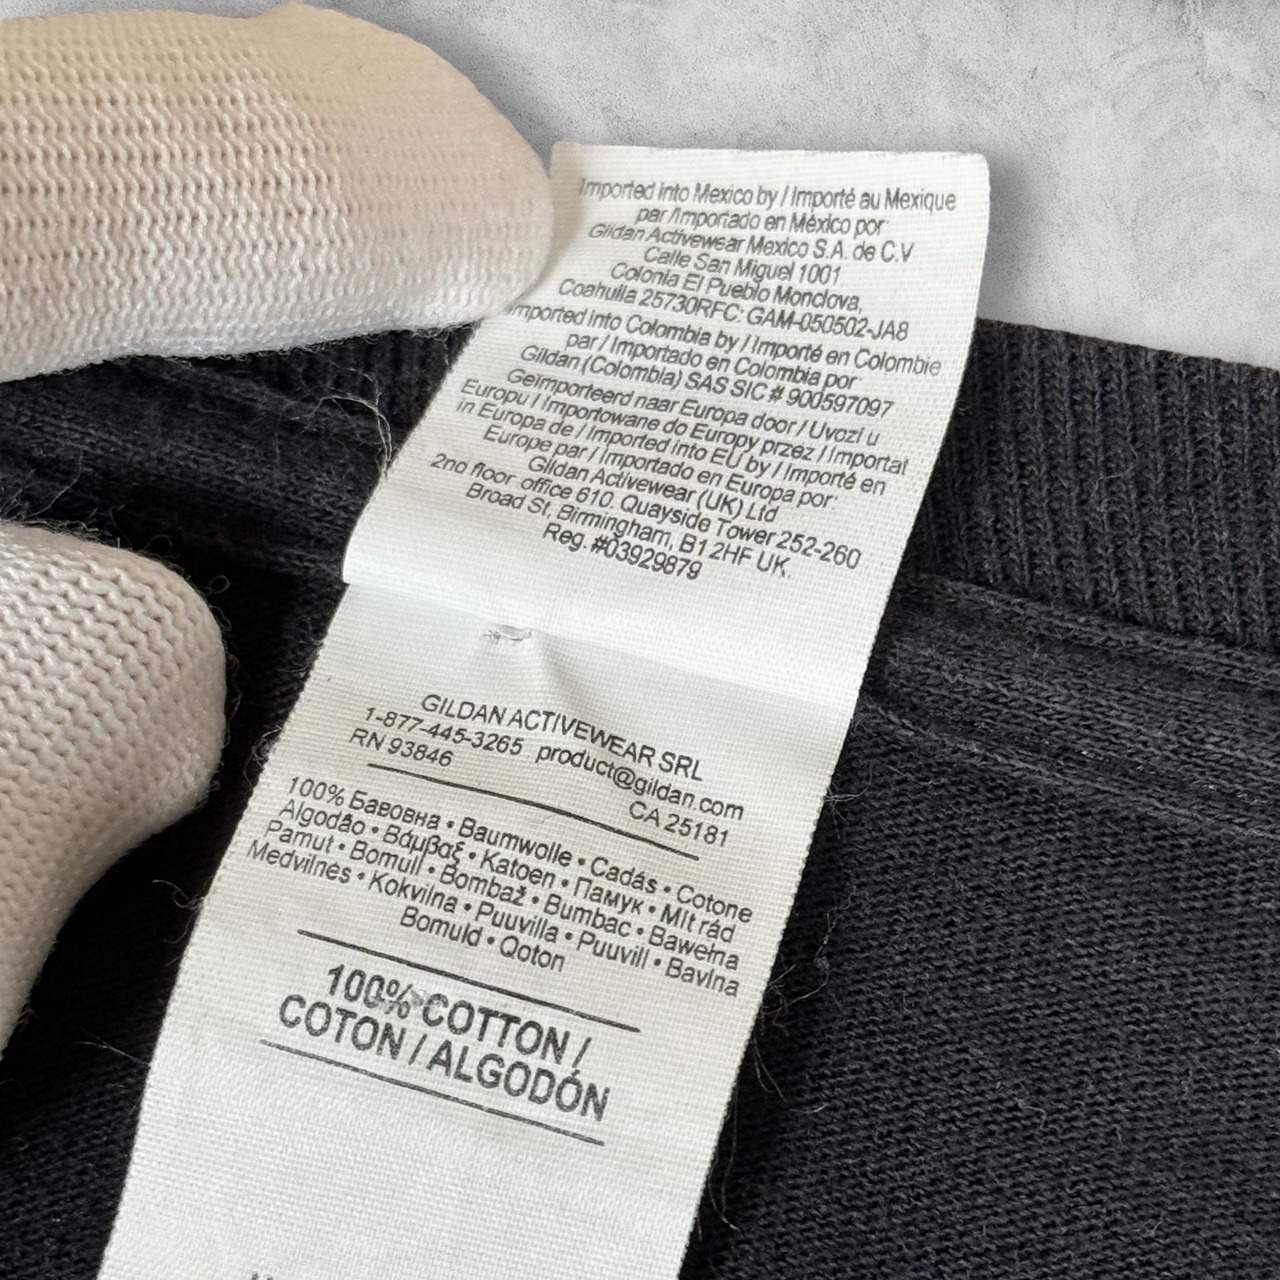 Imported into Mexico by / Importé au Mexique
par /Importado en México por:
Gildan Activewear Mexico S.A. de C.V
Calle San Miguel 1001
Colonia El Pueblo Monclova,
Coahuila 25730RFC: GAM-050502-JA8
Imported into Colombia by / Importé en Colombie
par / Importado en Colombia por:
Gildan (Colombia) SAS SIC # 900597097
Geïmporteerd naar Europa door / Uvozi u
Europu / Importowane do Europy przez / Importat
in Europa de / Imported into EU by / Importé en
Europe par / Importado en Europa por:
Gildan Activewear (UK) Ltd
2nd floor office 610. Quayside Tower 252-260
Broad St, Birmingham, B1 2HF UK.
Reg. #03929879
GILDAN ACTIVEWEAR SRL
1-877-445-3265 product@gildan.com
RN 93846 CA 25181
100% Бавовна • Baumwolle • Cadás • Cotone
Algodão • Βάμβαξ • Katoen • Памук • Mlt rád
Pamut • Bomull • Bombaž • Bumbac • Bawełna
Medvilnės • Kokvilna • Puuvilla • Puuvill • Bavlna
Bomuld • Qoton
100% COTTON /
COTON / ALGODÓN